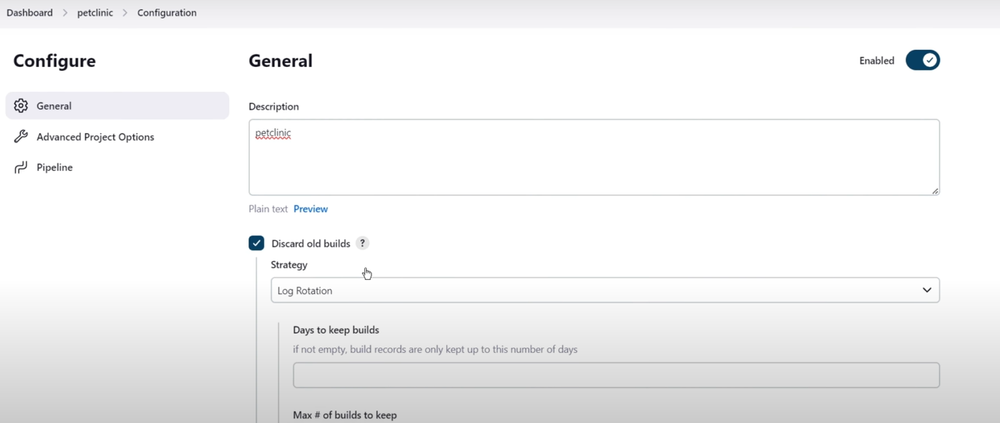 Dashboard > petclinic > Configuration
Configure
General
Advanced Project Options
Pipeline
General
Enabled
Description
petclinic
Plain text Preview
Discard old builds ?
Strategy
Log Rotation
Days to keep builds
if not empty, build records are only kept up to this number of days
Max # of builds to keep